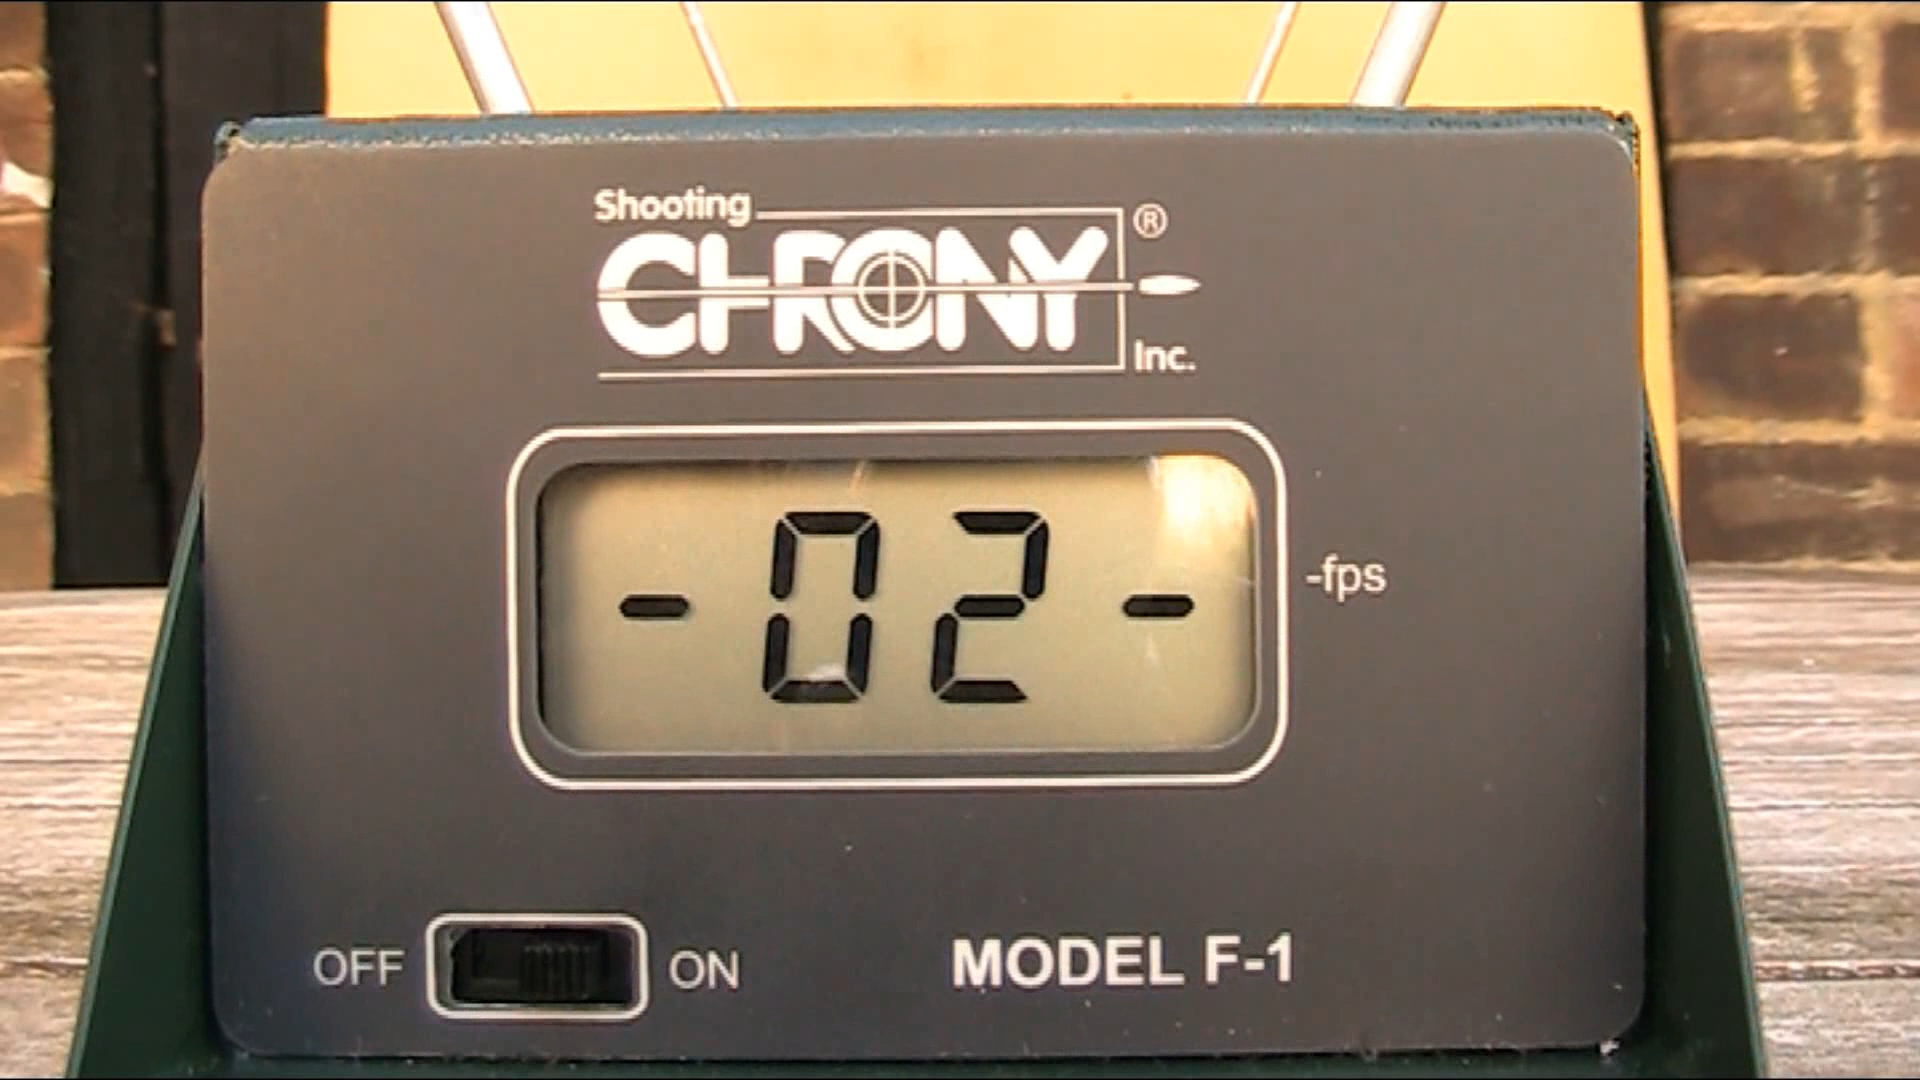 Shooting
CHRONY®
Inc.
-02-
-fps
OFF ON
MODEL F-1